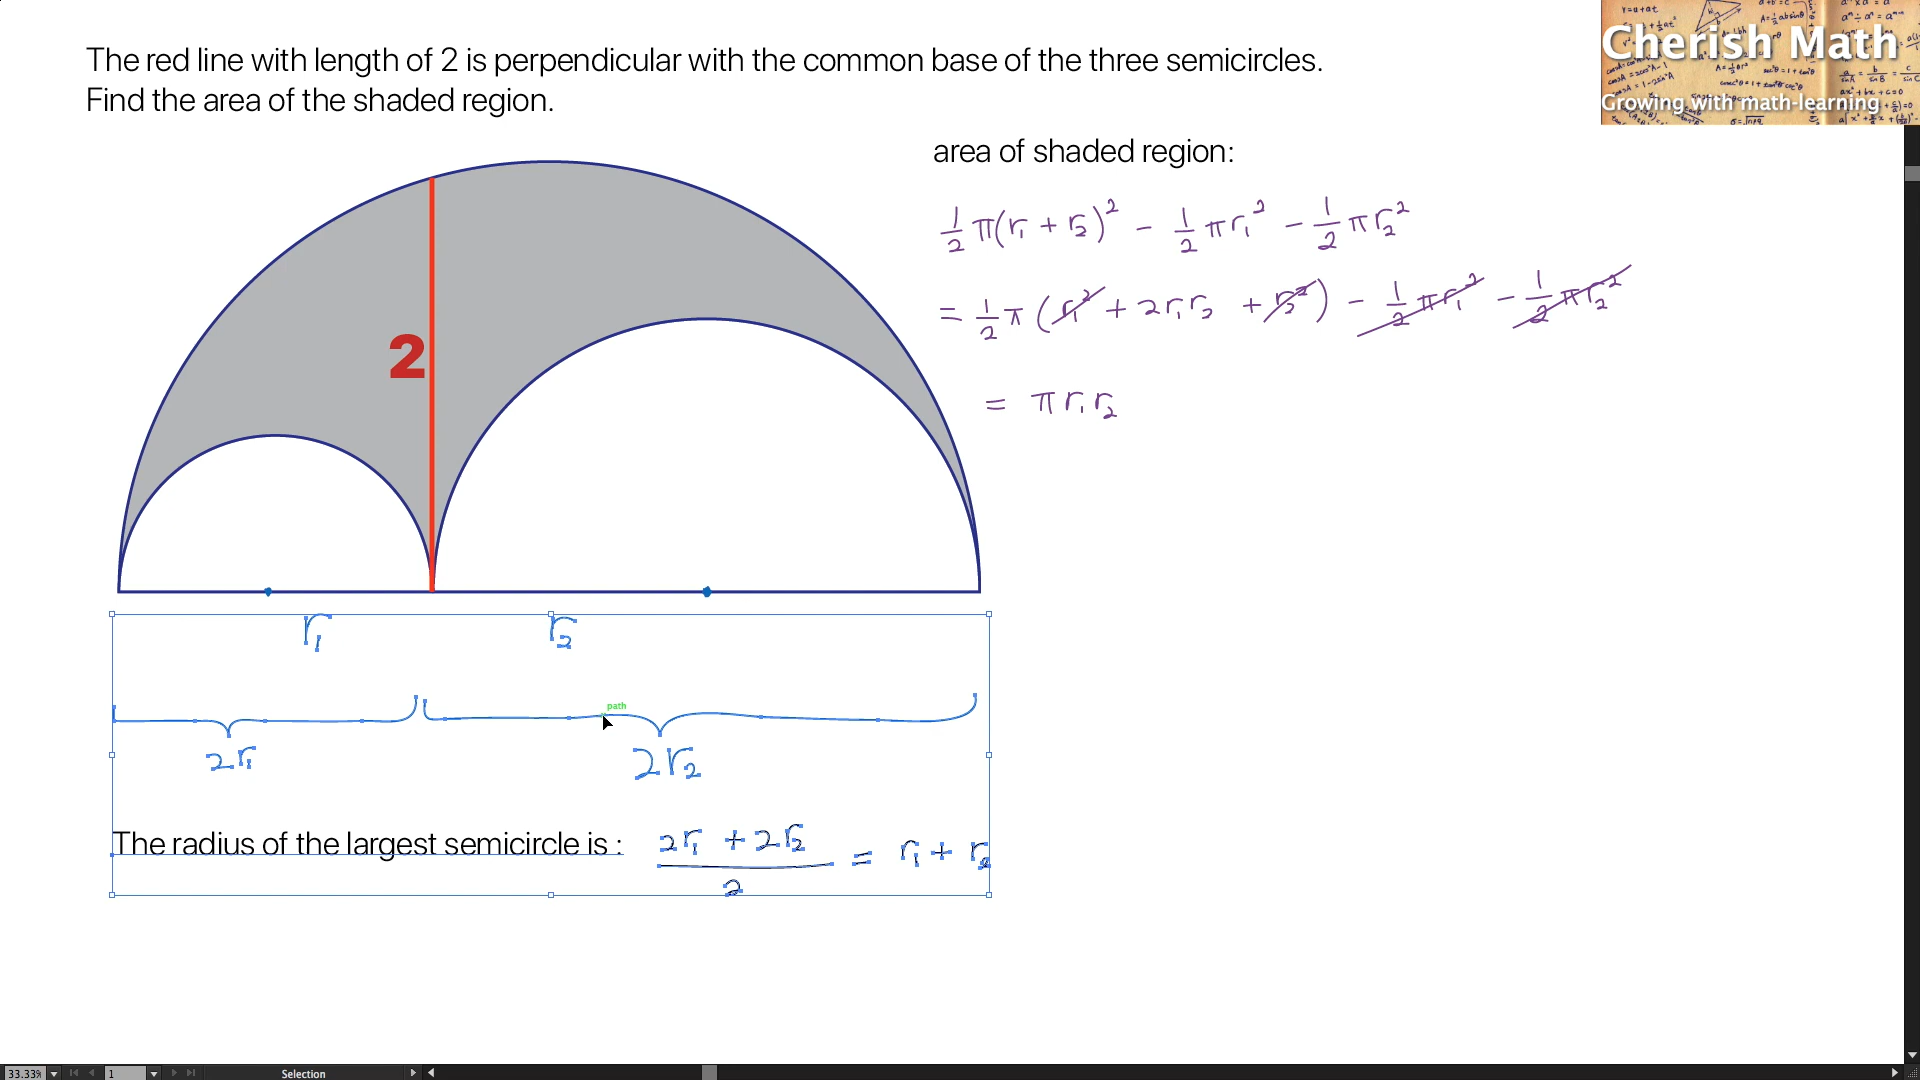 The red line with length of 2 is perpendicular with the common base of the three semicircles.
Find the area of the shaded region.
Cherish Math
Growing with math-learning
area of shaded region:
1/2 π(r₁ + r₂)² − 1/2 πr₁² − 1/2 πr₂²
= 1/2 π (r₁² + 2r₁r₂ + r₂²) − 1/2 πr₁² − 1/2 πr₂²
= πr₁r₂
2
r₁ r₂
path
2r₁ 2r₂
The radius of the largest semicircle is : (2r₁ + 2r₂)/2 = r₁ + r₂
33.33% 1 Selection